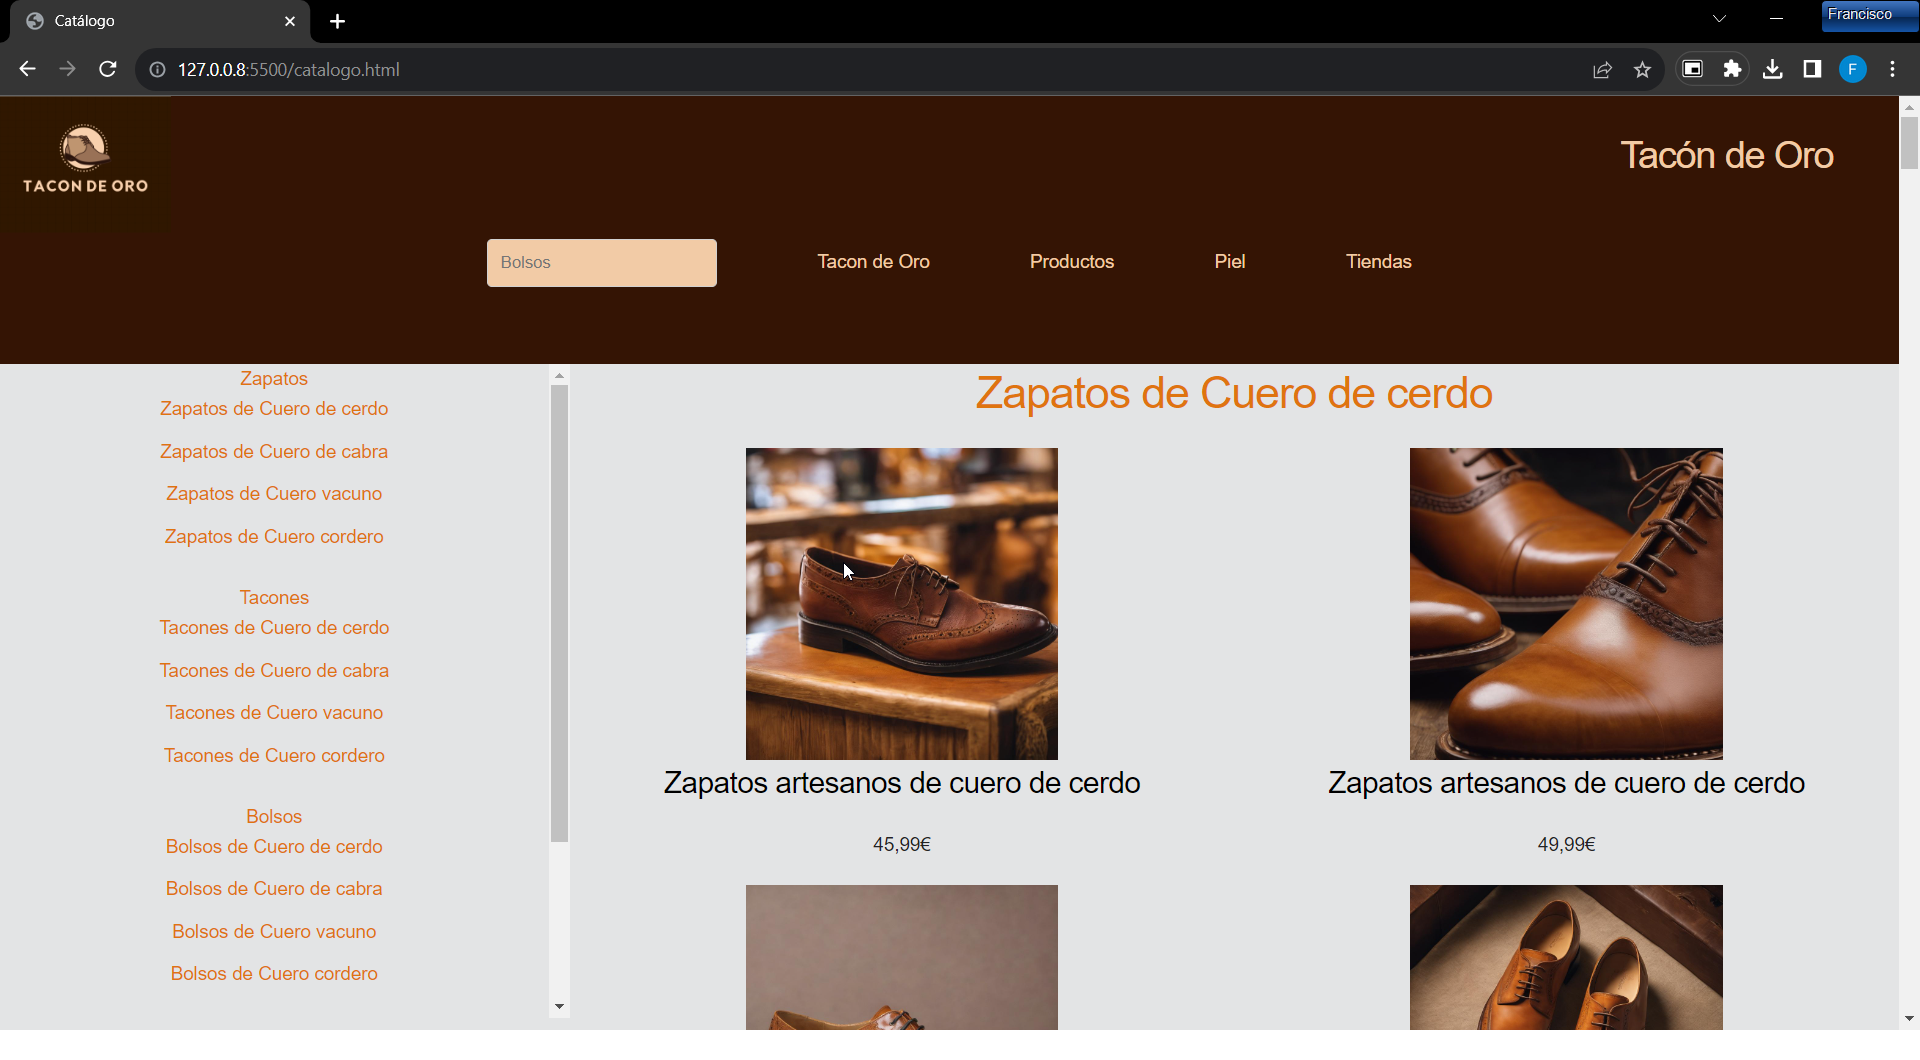 Catálogo
Francisco
127.0.0.8:5500/catalogo.html
F
TACON DE ORO
Tacón de Oro
Bolsos
Tacon de Oro
Productos
Piel
Tiendas
Zapatos
Zapatos de Cuero de cerdo
Zapatos de Cuero de cabra
Zapatos de Cuero vacuno
Zapatos de Cuero cordero
Tacones
Tacones de Cuero de cerdo
Tacones de Cuero de cabra
Tacones de Cuero vacuno
Tacones de Cuero cordero
Bolsos
Bolsos de Cuero de cerdo
Bolsos de Cuero de cabra
Bolsos de Cuero vacuno
Bolsos de Cuero cordero
Zapatos de Cuero de cerdo
Zapatos artesanos de cuero de cerdo
45,99€
Zapatos artesanos de cuero de cerdo
49,99€